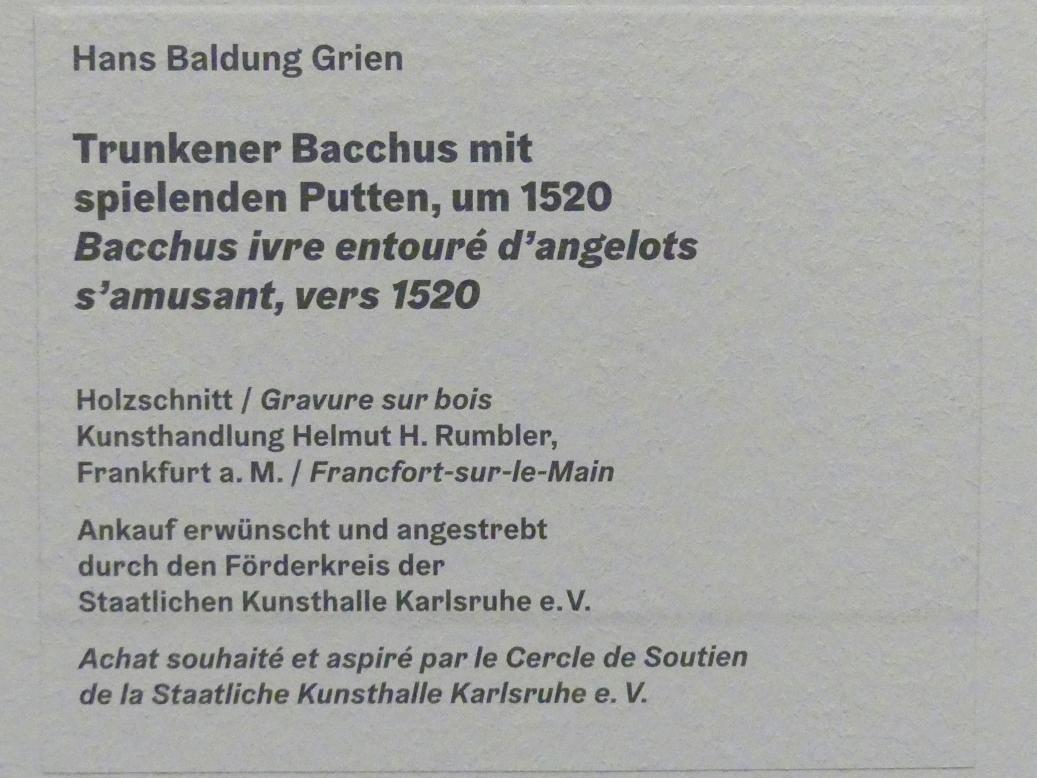 Hans Baldung Grien
Trunkener Bacchus mit
spielenden Putten, um 1520
Bacchus ivre entouré d’angelots
s’amusant, vers 1520
Holzschnitt / Gravure sur bois
Kunsthandlung Helmut H. Rumbler,
Frankfurt a. M. / Francfort-sur-le-Main
Ankauf erwünscht und angestrebt
durch den Förderkreis der
Staatlichen Kunsthalle Karlsruhe e. V.
Achat souhaité et aspiré par le Cercle de Soutien
de la Staatliche Kunsthalle Karlsruhe e. V.